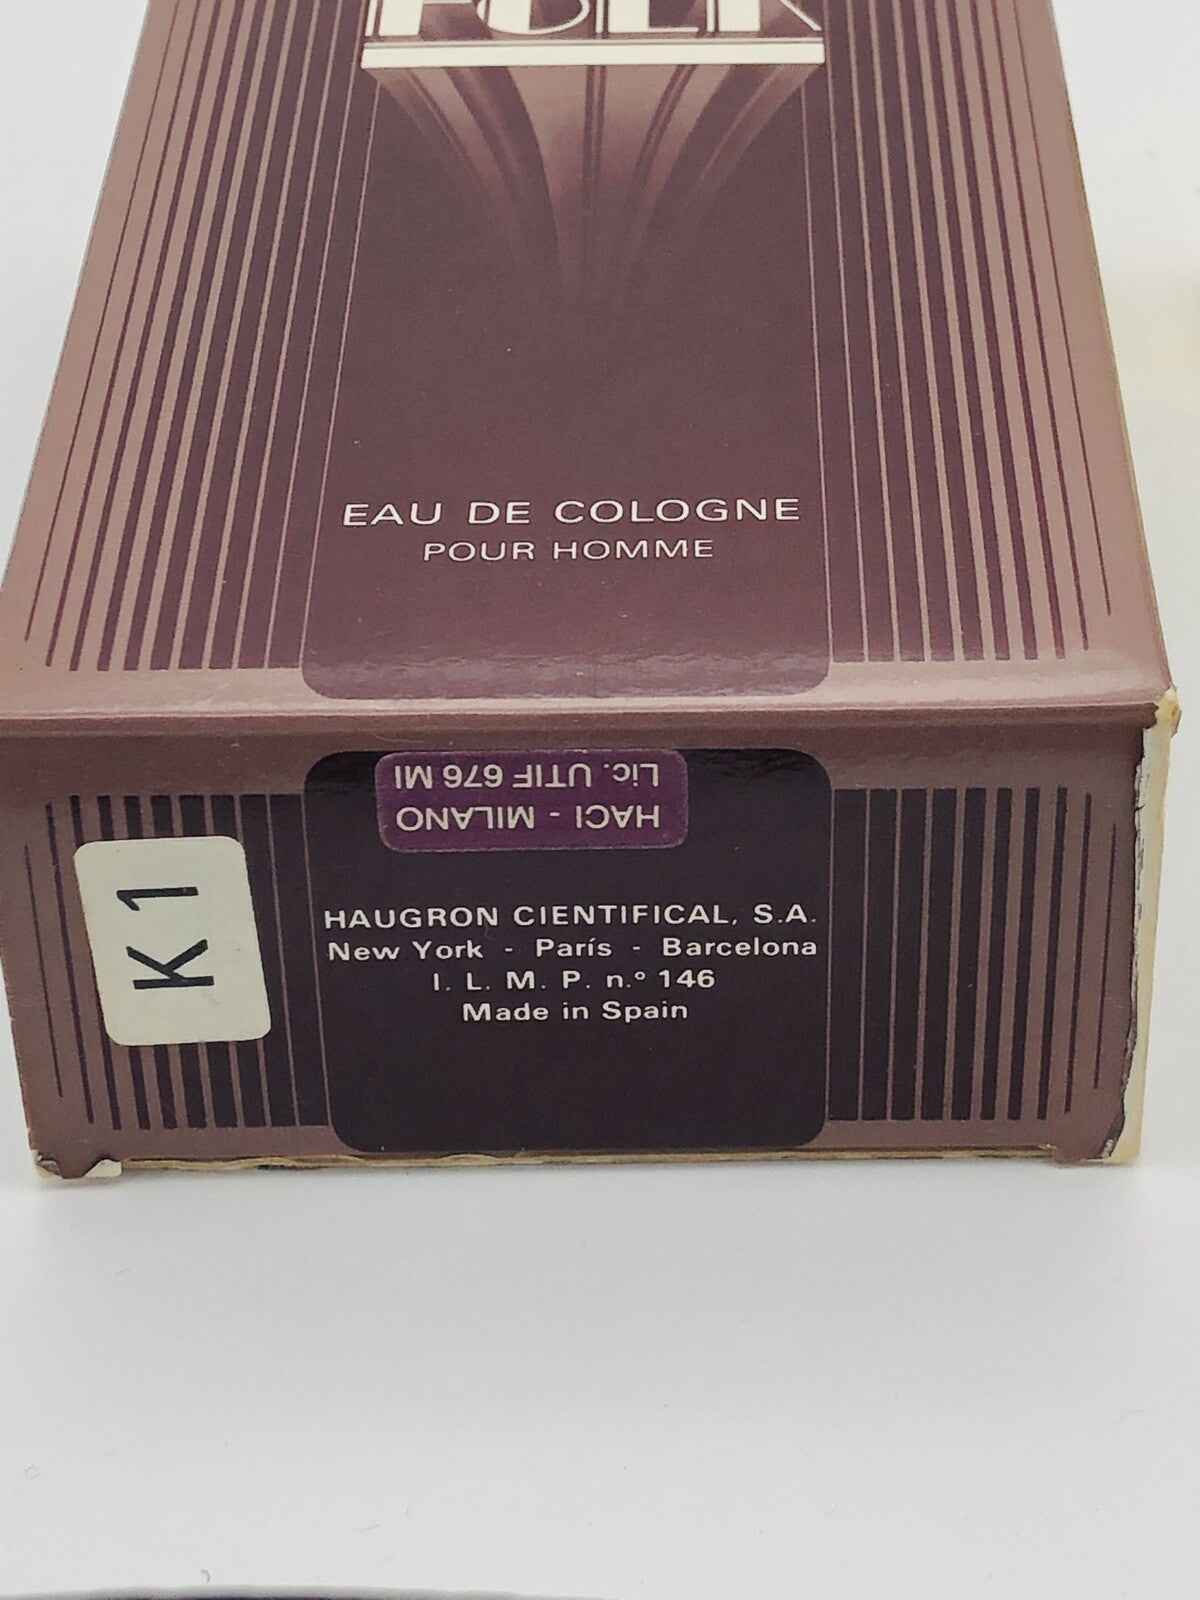 EAU DE COLOGNE
POUR HOMME
HACI - MILANO
Lic. UTIF 676 MI
K1
HAUGRON CIENTIFICAL, S.A.
New York - París - Barcelona
I. L. M. P. n.º 146
Made in Spain